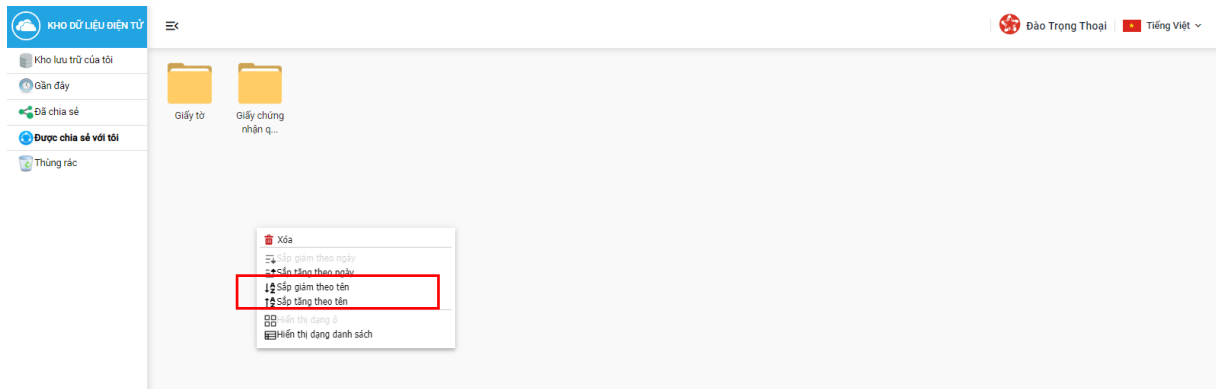 KHO DỮ LIỆU ĐIỆN TỬ
Đào Trọng Thoại
Tiếng Việt
Kho lưu trữ của tôi
Gần đây
Đã chia sẻ
Được chia sẻ với tôi
Thùng rác
Giấy tờ
Giấy chứng
nhận q...
Xóa
Sắp giảm theo ngày
Sắp tăng theo ngày
Sắp giảm theo tên
Sắp tăng theo tên
Hiển thị dạng ô
Hiển thị dạng danh sách